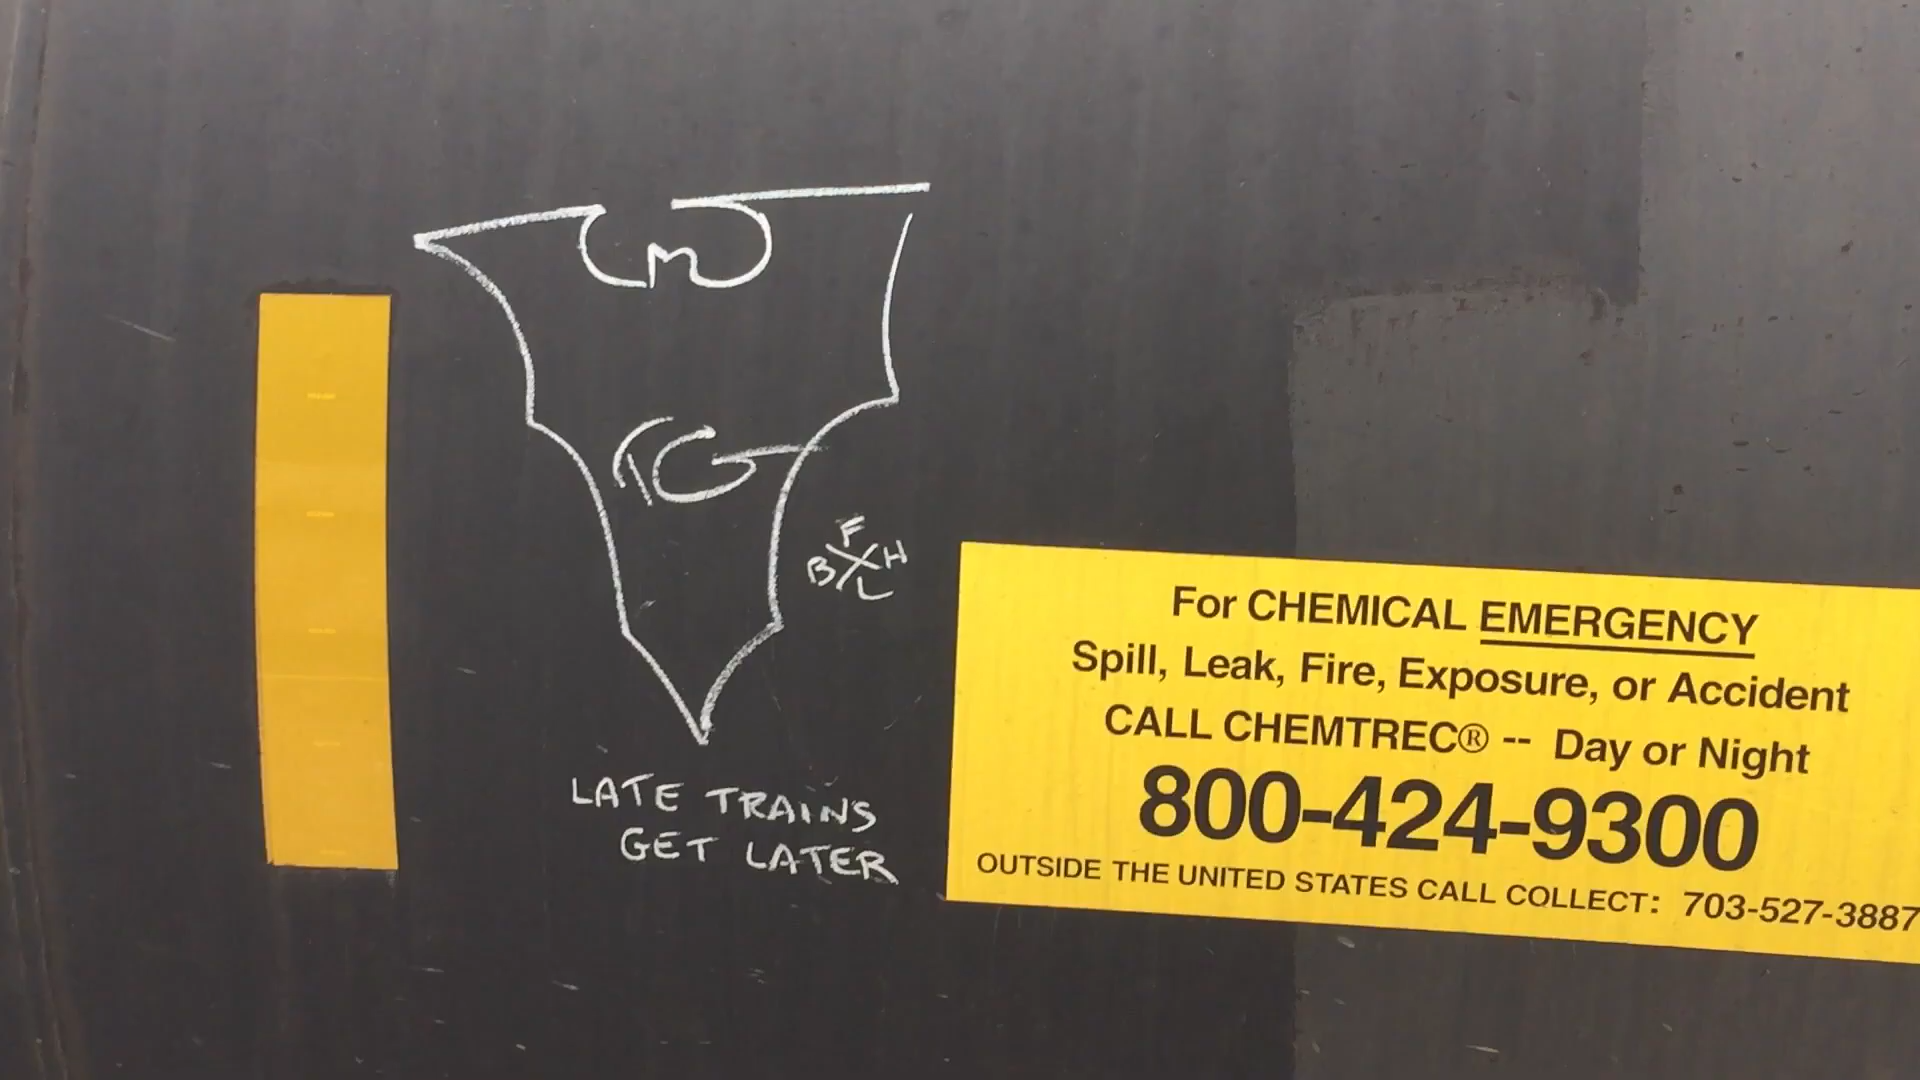 F
B H
L
LATE TRAINS
GET LATER
For CHEMICAL EMERGENCY
Spill, Leak, Fire, Exposure, or Accident
CALL CHEMTREC® -- Day or Night
800-424-9300
OUTSIDE THE UNITED STATES CALL COLLECT: 703-527-3887